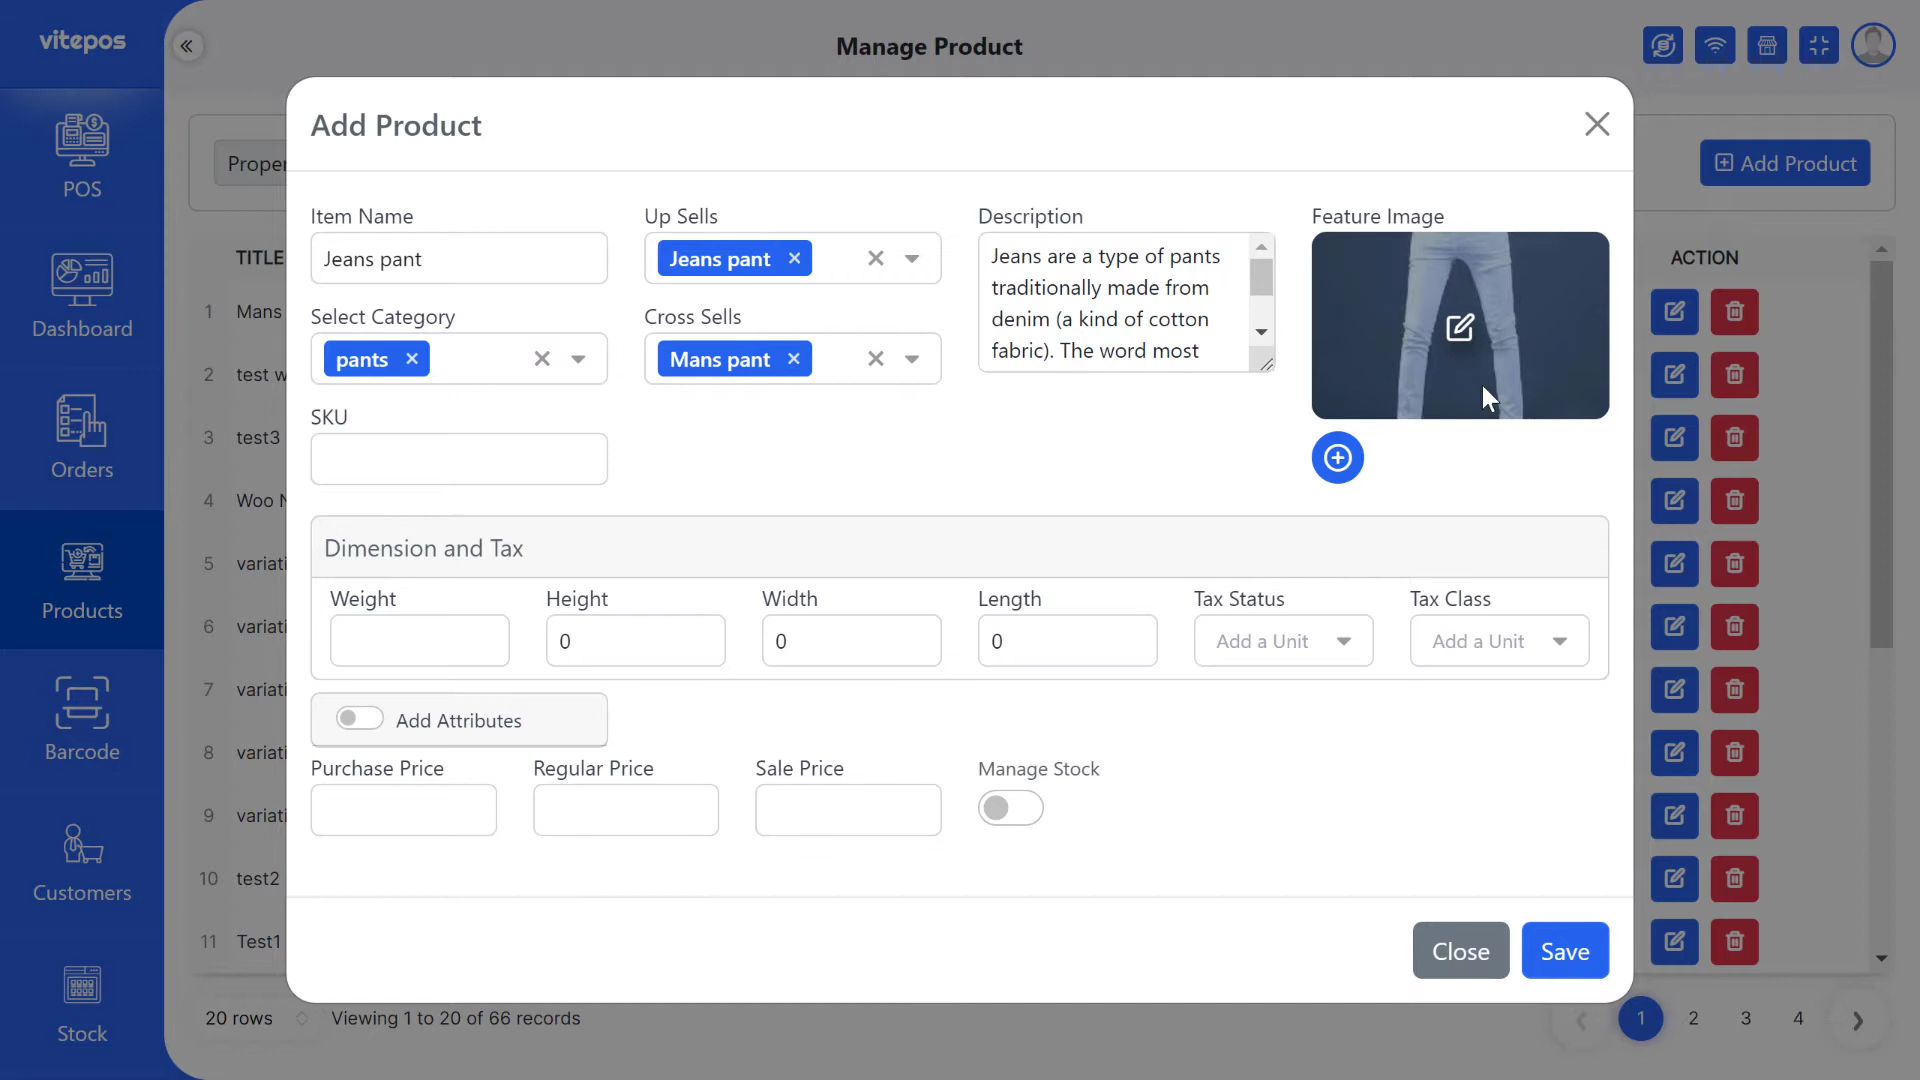 vitepos
Manage Product
POS
Dashboard
Orders
Products
Barcode
Customers
Stock
Add Product
Add Product
Item Name
Jeans pant
Select Category
pants
SKU
Up Sells
Jeans pant
Cross Sells
Mans pant
Description
Jeans are a type of pants
traditionally made from
denim (a kind of cotton
fabric). The word most
Feature Image
Dimension and Tax
Weight
Height
0
Width
0
Length
0
Tax Status
Add a Unit
Tax Class
Add a Unit
Add Attributes
Purchase Price
Regular Price
Sale Price
Manage Stock
Close
Save
TITLE
ACTION
1 Mans
2 test
3 test3
4 Woo
5
6
7
8
9
10 test2
11 Test1
20 rows
Viewing 1 to 20 of 66 records
1 2 3 4